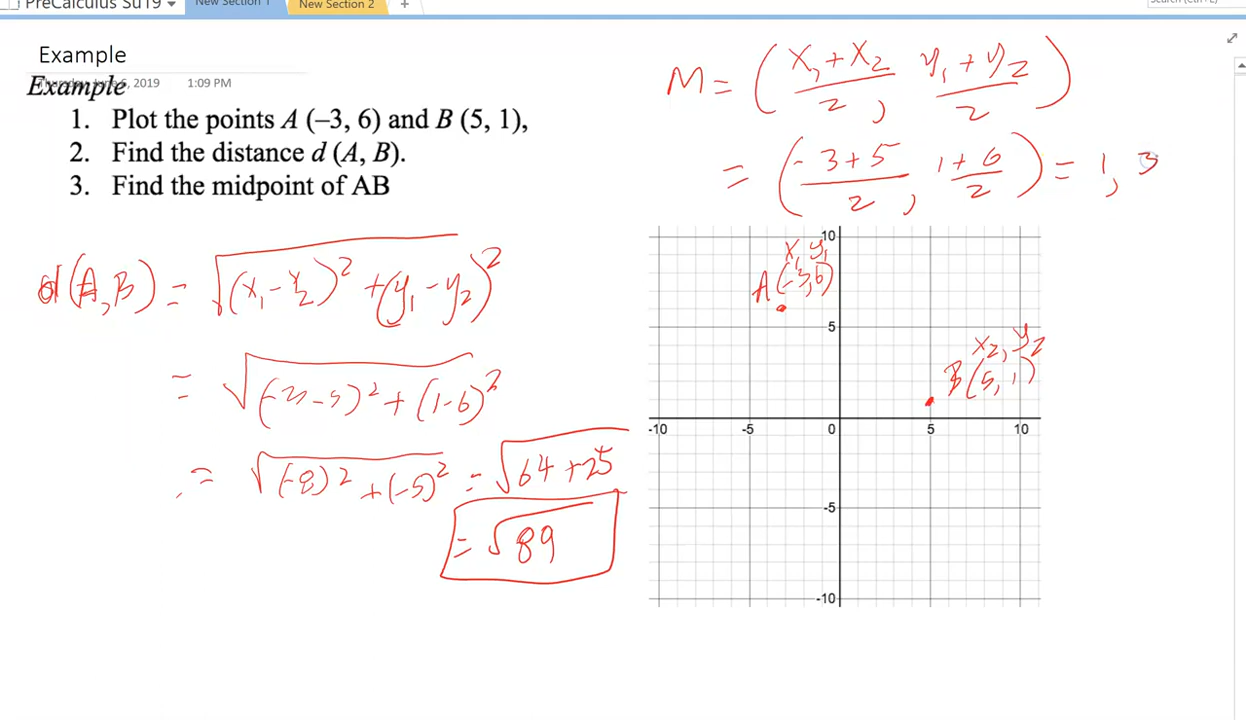 PreCalculus Su19 New Section 1 New Section 2 +
Example
Thursday, June 6, 2019 1:09 PM
Example
1. Plot the points A (–3, 6) and B (5, 1),
2. Find the distance d (A, B).
3. Find the midpoint of AB
M = ( x₁ + x₂ / 2 , y₁ + y₂ / 2 )
= ( -3 + 5 / 2 , 1 + 6 / 2 ) = 1, 3
d(A, B) = √(x₁ - x₂)² + (y₁ - y₂)²
= √(-3 - 5)² + (1 - 6)²
= √(-8)² + (-5)² = √64 + 25
= √89
10
x₁ y₁
A (-3, 6)
5
x₂, y₂
B (5, 1)
-10 -5 0 5 10
-5
-10